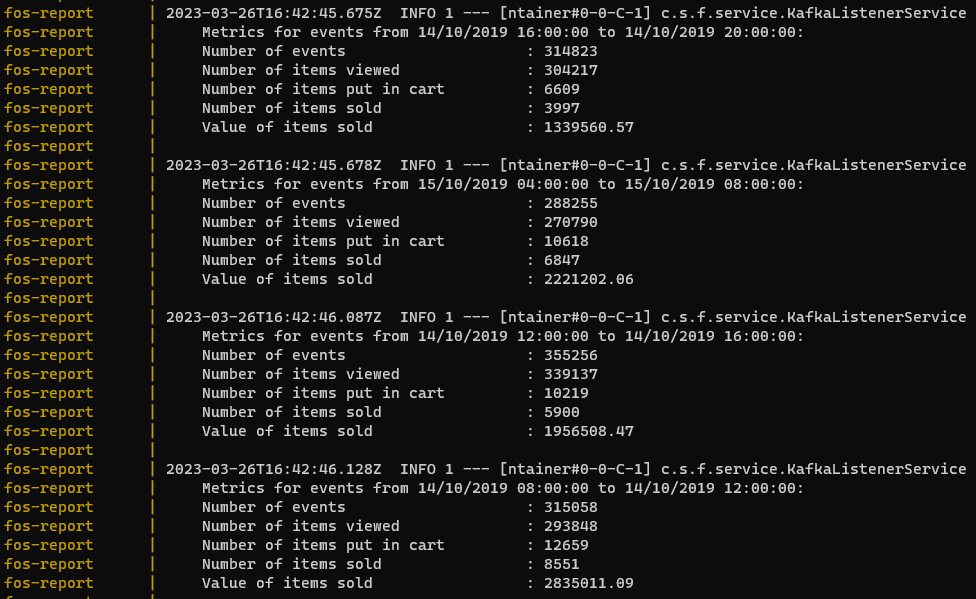 fos-report | 2023-03-26T16:42:45.675Z  INFO 1 --- [ntainer#0-0-C-1] c.s.f.service.KafkaListenerService
fos-report |     Metrics for events from 14/10/2019 16:00:00 to 14/10/2019 20:00:00:
fos-report |     Number of events                    : 314823
fos-report |     Number of items viewed              : 304217
fos-report |     Number of items put in cart         : 6609
fos-report |     Number of items sold                : 3997
fos-report |     Value of items sold                 : 1339560.57
fos-report |
fos-report | 2023-03-26T16:42:45.678Z  INFO 1 --- [ntainer#0-0-C-1] c.s.f.service.KafkaListenerService
fos-report |     Metrics for events from 15/10/2019 04:00:00 to 15/10/2019 08:00:00:
fos-report |     Number of events                    : 288255
fos-report |     Number of items viewed              : 270790
fos-report |     Number of items put in cart         : 10618
fos-report |     Number of items sold                : 6847
fos-report |     Value of items sold                 : 2221202.06
fos-report |
fos-report | 2023-03-26T16:42:46.087Z  INFO 1 --- [ntainer#0-0-C-1] c.s.f.service.KafkaListenerService
fos-report |     Metrics for events from 14/10/2019 12:00:00 to 14/10/2019 16:00:00:
fos-report |     Number of events                    : 355256
fos-report |     Number of items viewed              : 339137
fos-report |     Number of items put in cart         : 10219
fos-report |     Number of items sold                : 5900
fos-report |     Value of items sold                 : 1956508.47
fos-report |
fos-report | 2023-03-26T16:42:46.128Z  INFO 1 --- [ntainer#0-0-C-1] c.s.f.service.KafkaListenerService
fos-report |     Metrics for events from 14/10/2019 08:00:00 to 14/10/2019 12:00:00:
fos-report |     Number of events                    : 315058
fos-report |     Number of items viewed              : 293848
fos-report |     Number of items put in cart         : 12659
fos-report |     Number of items sold                : 8551
fos-report |     Value of items sold                 : 2835011.09